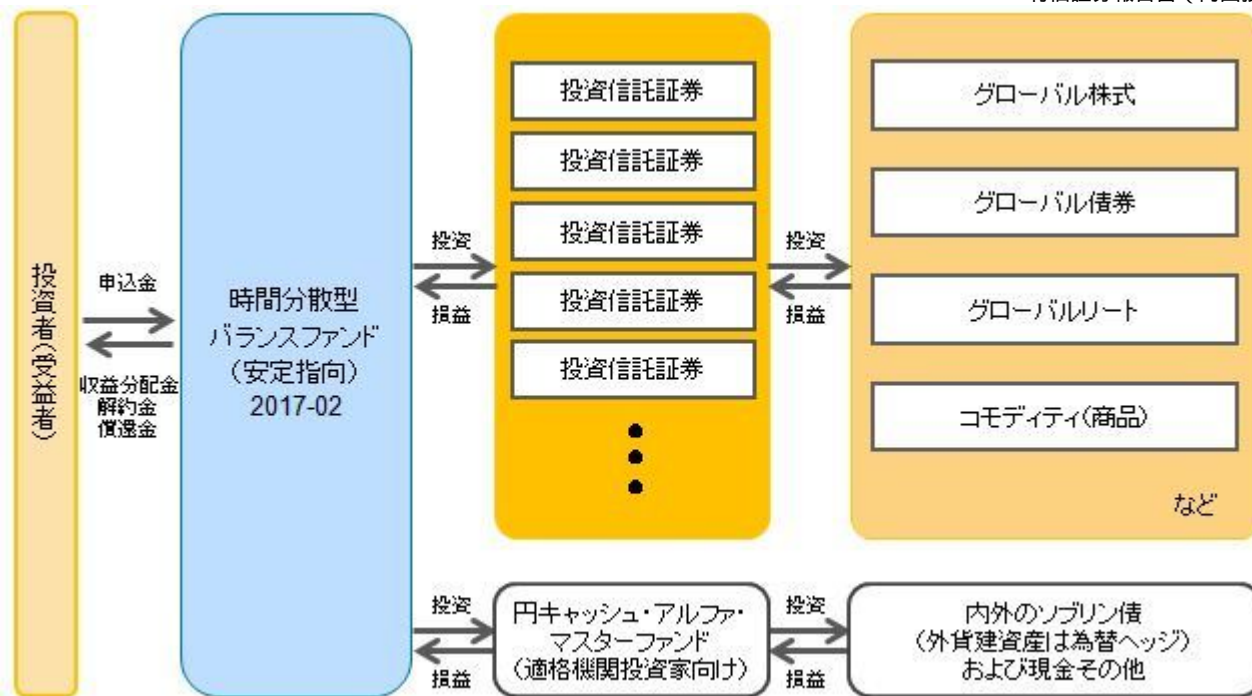 投資者（受益者）
申込金
収益分配金
解約金
償還金
時間分散型
バランスファンド
（安定指向）
2017-02
投資
損益
投資信託証券
投資信託証券
投資信託証券
投資信託証券
投資信託証券
投資
損益
グローバル株式
グローバル債券
グローバルリート
コモディティ(商品)
など
投資
損益
円キャッシュ・アルファ・
マスターファンド
（適格機関投資家向け）
投資
損益
内外のソブリン債
(外貨建資産は為替ヘッジ)
および現金その他